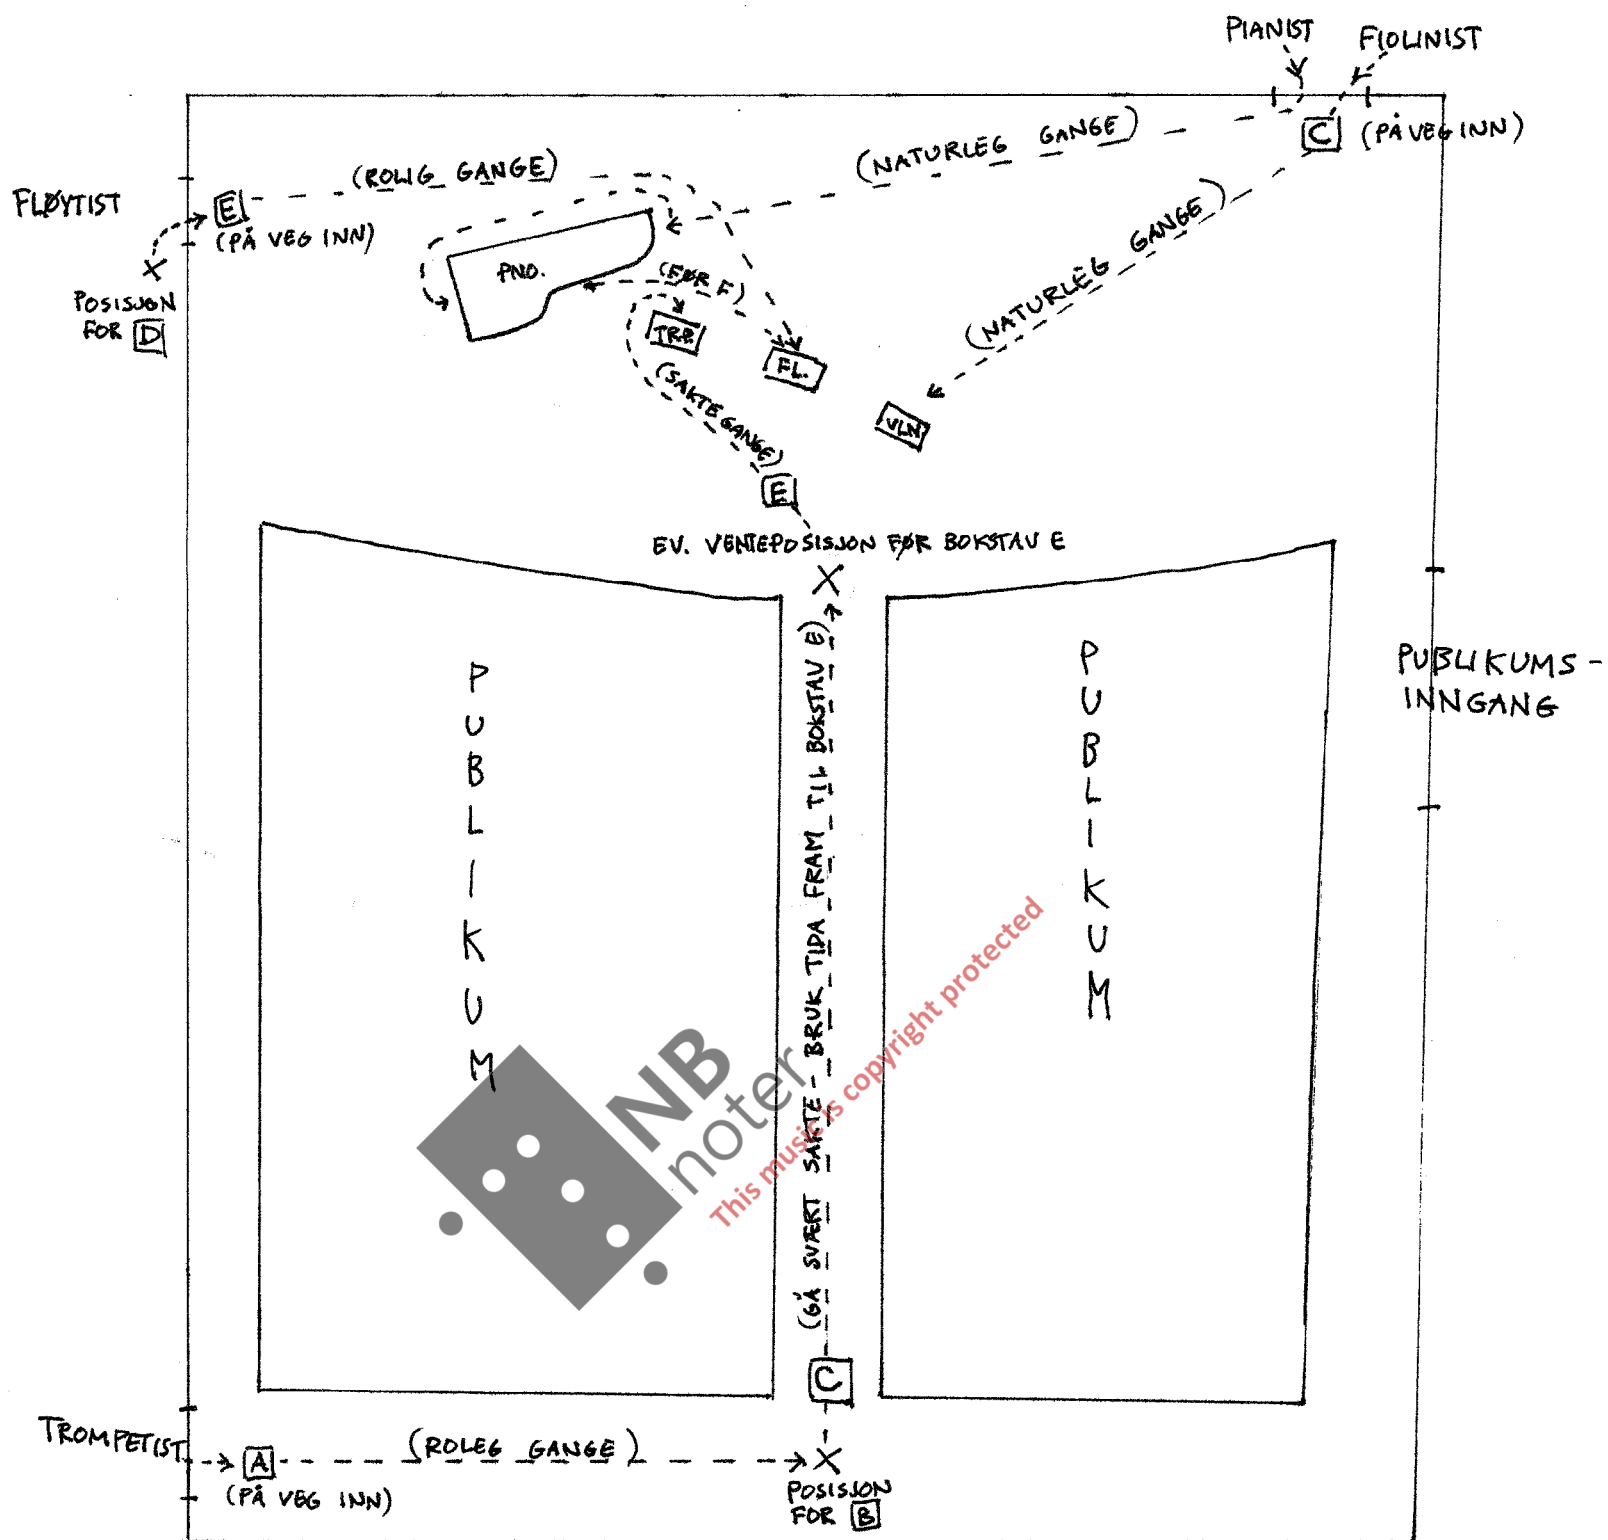 PIANIST
FIOLINIST
C (PÅ VEG INN)
(NATURLEG GANGE)
(ROLIG GANGE)
FLØYTIST
E
(PÅ VEG INN)
POSISJON
FOR D
PNO.
(FØR F)
TRP.
FL.
(NATURLEG GANGE)
VLN
(SAKTE GANGE)
E
EV. VENTEPOSISJON FØR BOKSTAV E
PUBLIKUM
(GÅ SVÆRT SAKTE - BRUK TIDA FRAM TIL BOKSTAV E)
PUBLIKUM
PUBLIKUMS-
INNGANG
NB
noter
This music is copyright protected
C
TROMPETIST
A
(PÅ VEG INN)
(ROLEG GANGE)
POSISJON
FOR B